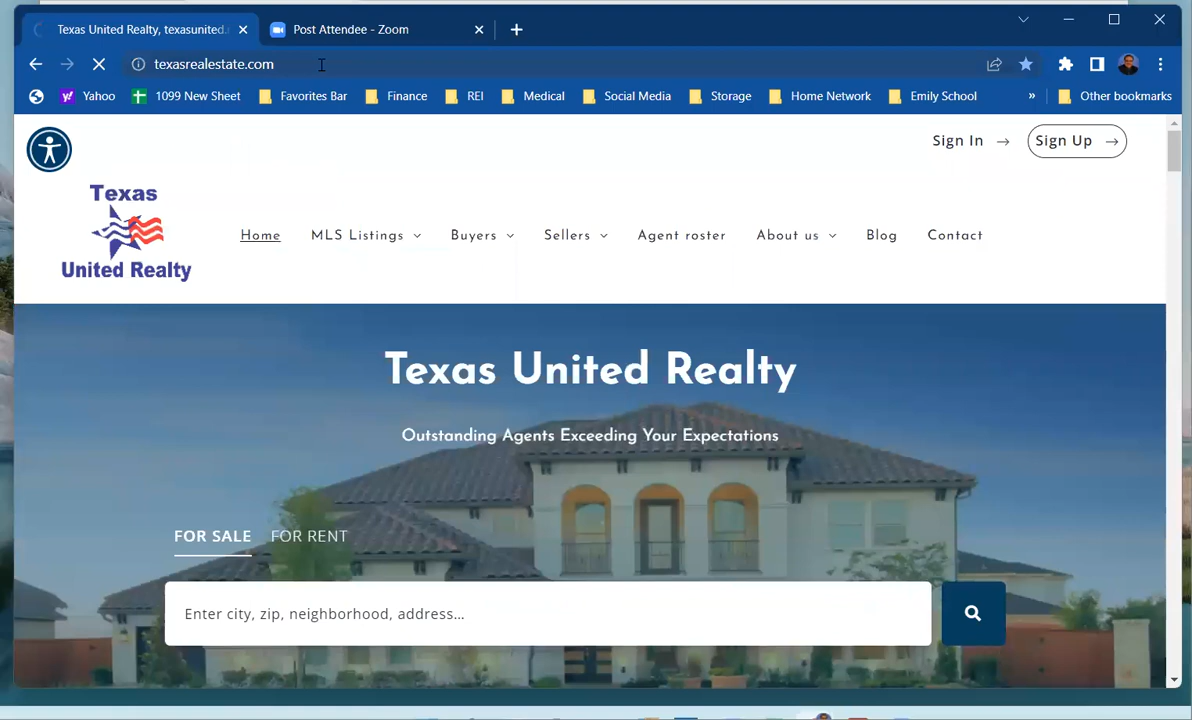 Texas United Realty, texasunited.
Post Attendee - Zoom
texasrealestate.com
Yahoo
1099 New Sheet
Favorites Bar
Finance
REI
Medical
Social Media
Storage
Home Network
Emily School
»
Other bookmarks
Sign In →
Sign Up →
Texas
United Realty
Home
MLS Listings
Buyers
Sellers
Agent roster
About us
Blog
Contact
Texas United Realty
Outstanding Agents Exceeding Your Expectations
FOR SALE
FOR RENT
Enter city, zip, neighborhood, address...